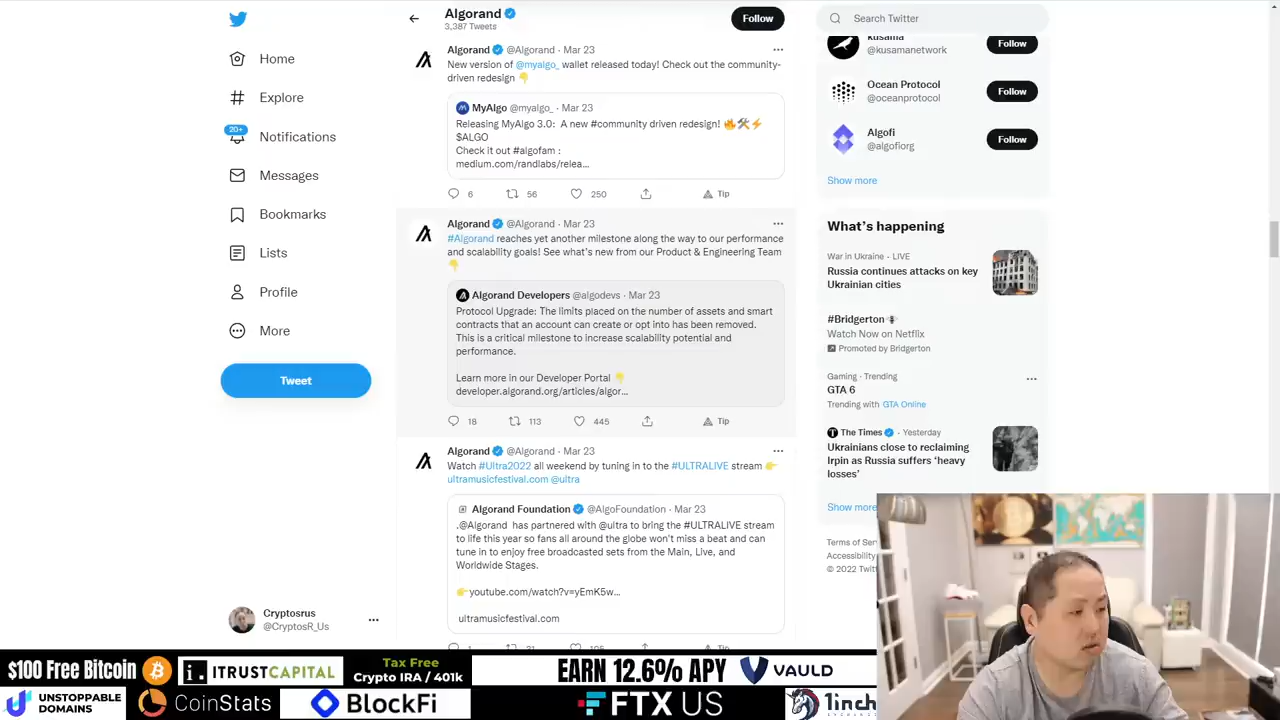 Home
Explore
20+
Notifications
Messages
Bookmarks
Lists
Profile
More
Tweet
Cryptosrus
@CryptosR_Us
Algorand
3,387 Tweets
Follow
Algorand @Algorand · Mar 23
New version of @myalgo_ wallet released today! Check out the community-
driven redesign 👇
MyAlgo @myalgo_ · Mar 23
Releasing MyAlgo 3.0: A new #community driven redesign! 🔥🛠⚡
$ALGO
Check it out #algofam :
medium.com/randlabs/relea…
6 56 250 Tip
Algorand @Algorand · Mar 23
#Algorand reaches yet another milestone along the way to our performance
and scalability goals! See what's new from our Product & Engineering Team
👇
Algorand Developers @algodevs · Mar 23
Protocol Upgrade: The limits placed on the number of assets and smart
contracts that an account can create or opt into has been removed.
This is a critical milestone to increase scalability potential and
performance.
Learn more in our Developer Portal 👇
developer.algorand.org/articles/algor…
18 113 445 Tip
Algorand @Algorand · Mar 23
Watch #Ultra2022 all weekend by tuning in to the #ULTRALIVE stream 👉
ultramusicfestival.com @ultra
Algorand Foundation @AlgoFoundation · Mar 23
.@Algorand has partnered with @ultra to bring the #ULTRALIVE stream
to life this year so fans all around the globe won't miss a beat and can
tune in to enjoy free broadcasted sets from the Main, Live, and
Worldwide Stages.
👉youtube.com/watch?v=yEmK5w…
ultramusicfestival.com
Search Twitter
kusama
@kusamanetwork
Follow
Ocean Protocol
@oceanprotocol
Follow
Algofi
@algofiorg
Follow
Show more
What's happening
War in Ukraine · LIVE
Russia continues attacks on key
Ukrainian cities
#Bridgerton
Watch Now on Netflix
Promoted by Bridgerton
Gaming · Trending
GTA 6
Trending with GTA Online
The Times · Yesterday
Ukrainians close to reclaiming
Irpin as Russia suffers 'heavy
losses'
Show more
Terms of
Accessibility
© 2022
$100 Free Bitcoin
ITRUSTCAPITAL
Tax Free
Crypto IRA / 401k
EARN 12.6% APY
VAULD
UNSTOPPABLE
DOMAINS
CoinStats
BlockFi
FTX US
1inch